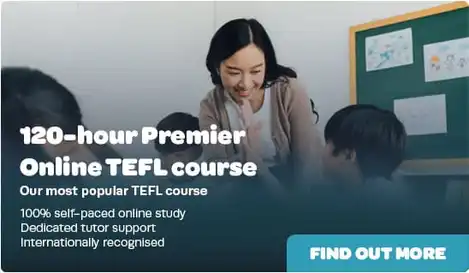 120-hour Premier
Online TEFL course
Our most popular TEFL course
100% self-paced online study
Dedicated tutor support
Internationally recognised
FIND OUT MORE